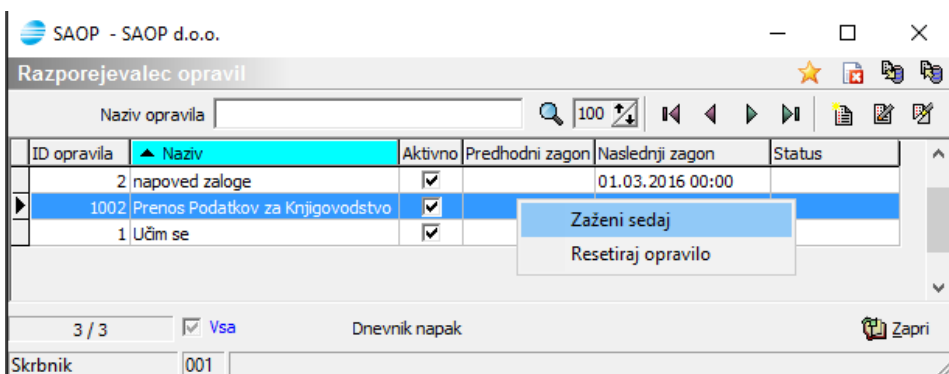 SAOP - SAOP d.o.o.
Razporejevalec opravil
Naziv opravila 100
ID opravila Naziv Aktivno Predhodni zagon Naslednji zagon Status
2 napoved zaloge 01.03.2016 00:00
1002 Prenos Podatkov za Knjigovodstvo
Zaženi sedaj
1 Učim se
Resetiraj opravilo
3 / 3 Vsa Dnevnik napak Zapri
Skrbnik 001